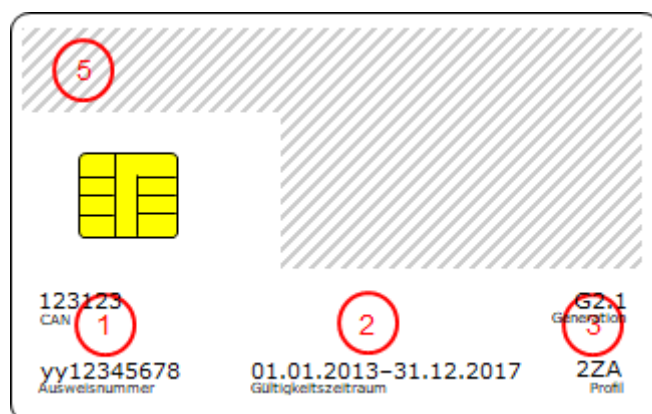 5
123123 G2.1
CAN 1 2 Generation 3
yy12345678 01.01.2013–31.12.2017 2ZA
Ausweisnummer Gültigkeitszeitraum Profil